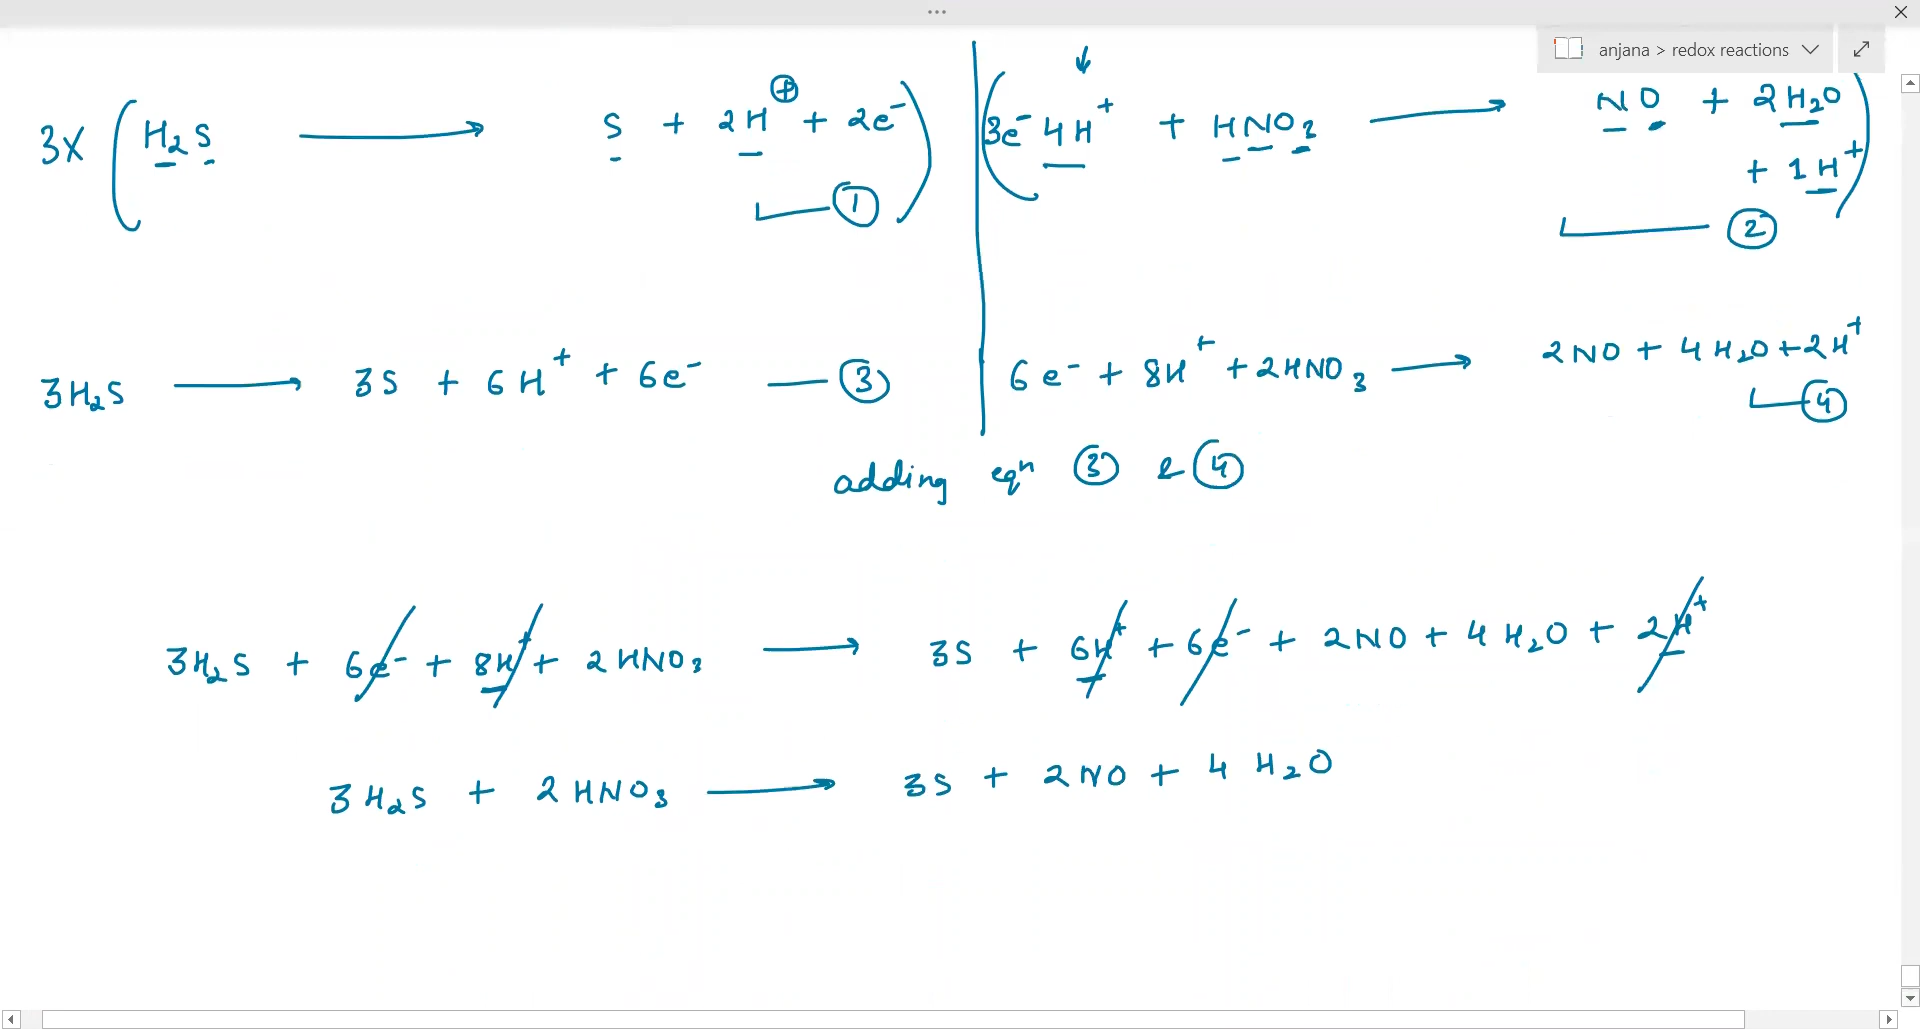 anjana > redox reactions
3X ( H₂S ⟶ S + 2H⊕ + 2e⁻ ) ( 3e⁻ 4H⁺ + HNO₃ ⟶ NO + 2H₂O
+ 1H⁺ )
①
②
3H₂S ⟶ 3S + 6H⁺ + 6e⁻ — ③
6e⁻ + 8H⁺ + 2HNO₃ ⟶ 2NO + 4H₂O + 2H⁺
④
adding eqⁿ ③ & ④
3H₂S + 6e⁻ + 8H⁺ + 2HNO₃ ⟶ 3S + 6H⁺ + 6e⁻ + 2NO + 4H₂O + 2H⁺
3H₂S + 2HNO₃ ⟶ 3S + 2NO + 4H₂O